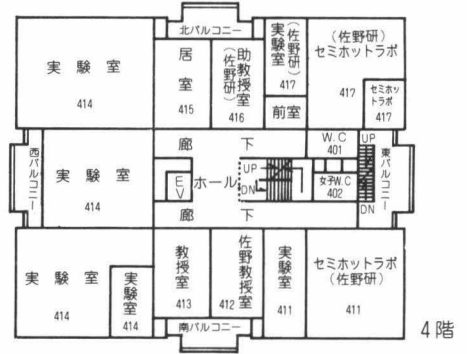 北バルコニー
実験室
414
居室
415
助教授室
(佐野研)
416
実験室
(佐野研)
417
前室
(佐野研)
セミホットラボ
417
セミホットラボ
417
西バルコニー
実験室
414
廊下
EV
ホール
UP
DN
廊下
W.C
401
女子W.C
402
UP
DN
東バルコニー
実験室
414
実験室
414
教授室
413
佐野教授室
412
実験室
411
セミホットラボ
(佐野研)
411
南バルコニー
4階